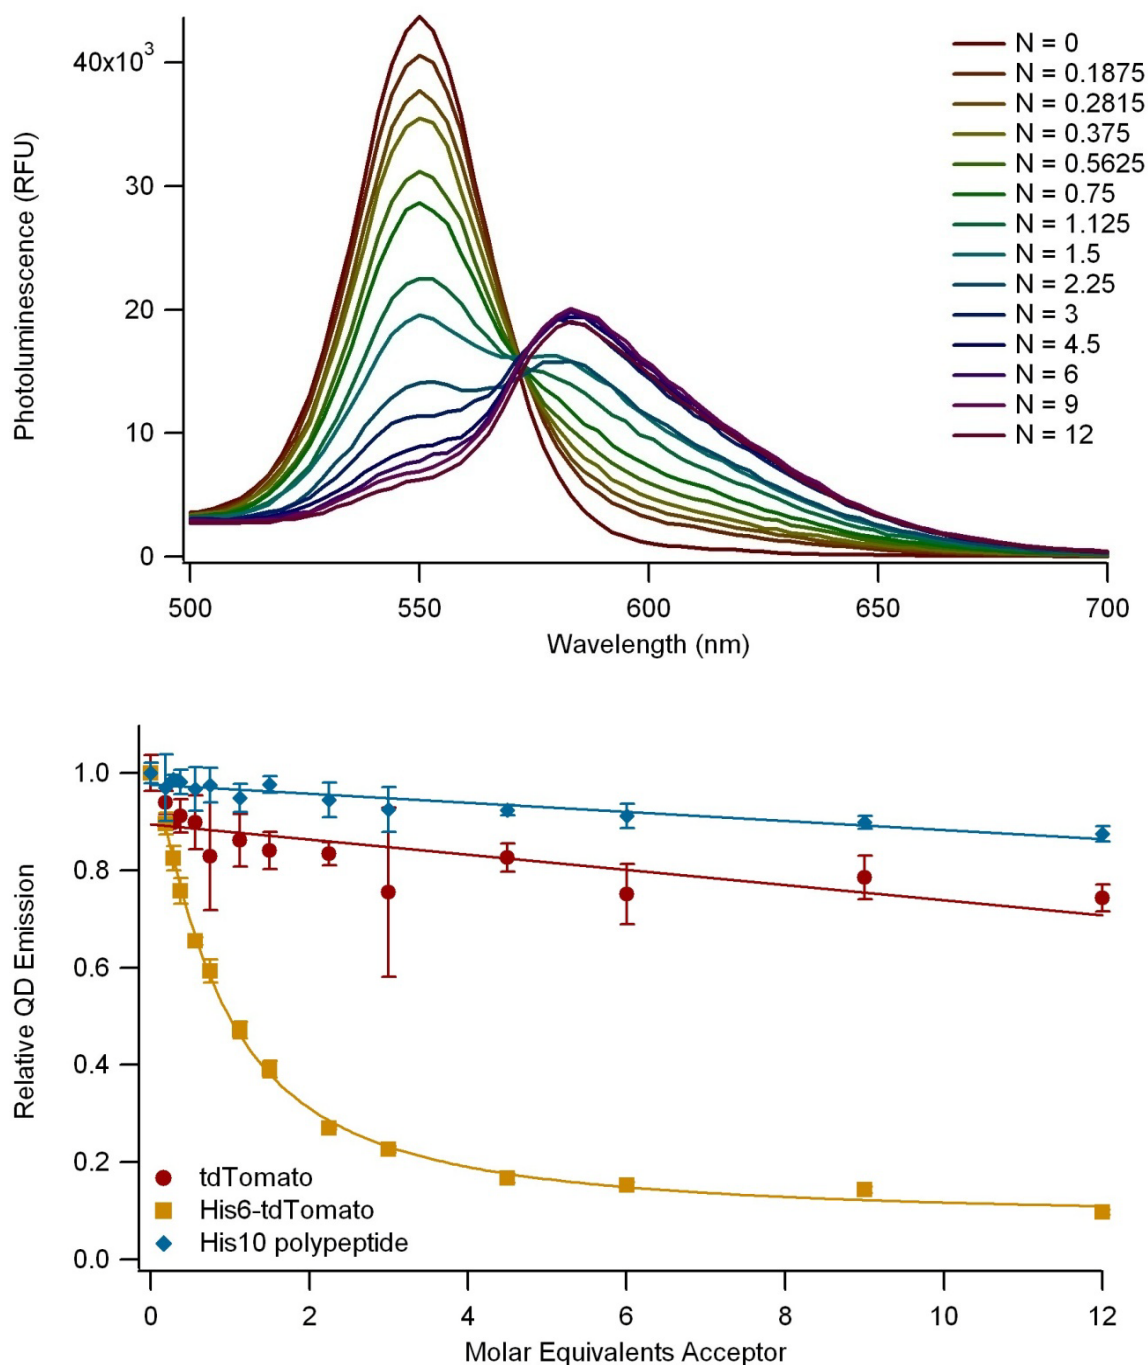 40x10³
30
20
10
0
Photoluminescence (RFU)
500
550
600
650
700
Wavelength (nm)
N = 0
N = 0.1875
N = 0.2815
N = 0.375
N = 0.5625
N = 0.75
N = 1.125
N = 1.5
N = 2.25
N = 3
N = 4.5
N = 6
N = 9
N = 12
1.0
0.8
0.6
0.4
0.2
0.0
Relative QD Emission
tdTomato
His6-tdTomato
His10 polypeptide
0
2
4
6
8
10
12
Molar Equivalents Acceptor